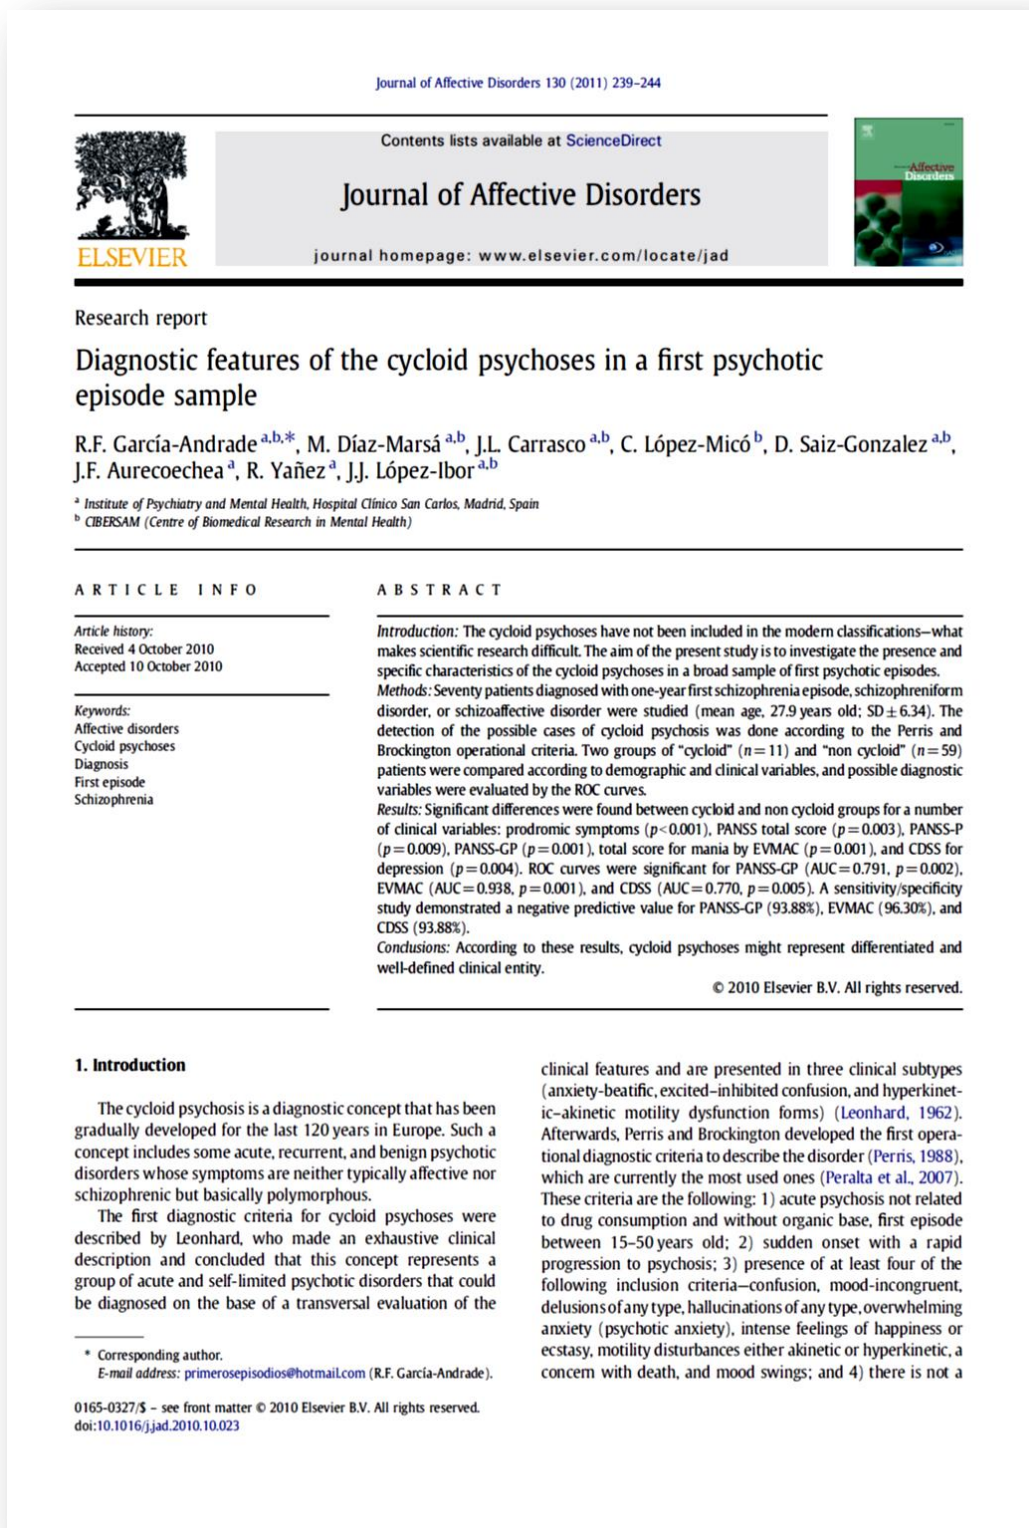 Journal of Affective Disorders 130 (2011) 239–244
Contents lists available at ScienceDirect
Journal of Affective Disorders
journal homepage: www.elsevier.com/locate/jad
ELSEVIER
Affective
Disorders
Research report
Diagnostic features of the cycloid psychoses in a first psychotic
episode sample
R.F. García-Andrade a,b,*, M. Díaz-Marsá a,b, J.L. Carrasco a,b, C. López-Micó b, D. Saiz-Gonzalez a,b,
J.F. Aurecoechea a, R. Yañez a, J.J. López-Ibor a,b
a Institute of Psychiatry and Mental Health, Hospital Clínico San Carlos, Madrid, Spain
b CIBERSAM (Centre of Biomedical Research in Mental Health)
ARTICLE INFO
Article history:
Received 4 October 2010
Accepted 10 October 2010
Keywords:
Affective disorders
Cycloid psychoses
Diagnosis
First episode
Schizophrenia
ABSTRACT
Introduction: The cycloid psychoses have not been included in the modern classifications—what
makes scientific research difficult. The aim of the present study is to investigate the presence and
specific characteristics of the cycloid psychoses in a broad sample of first psychotic episodes.
Methods: Seventy patients diagnosed with one-year first schizophrenia episode, schizophreniform
disorder, or schizoaffective disorder were studied (mean age, 27.9 years old; SD ± 6.34). The
detection of the possible cases of cycloid psychosis was done according to the Perris and
Brockington operational criteria. Two groups of “cycloid” (n = 11) and “non cycloid” (n = 59)
patients were compared according to demographic and clinical variables, and possible diagnostic
variables were evaluated by the ROC curves.
Results: Significant differences were found between cycloid and non cycloid groups for a number
of clinical variables: prodromic symptoms (p < 0.001), PANSS total score (p = 0.003), PANSS-P
(p = 0.009), PANSS-GP (p = 0.001), total score for mania by EVMAC (p = 0.001), and CDSS for
depression (p = 0.004). ROC curves were significant for PANSS-GP (AUC = 0.791, p = 0.002),
EVMAC (AUC = 0.938, p = 0.001), and CDSS (AUC = 0.770, p = 0.005). A sensitivity/specificity
study demonstrated a negative predictive value for PANSS-GP (93.88%), EVMAC (96.30%), and
CDSS (93.88%).
Conclusions: According to these results, cycloid psychoses might represent differentiated and
well-defined clinical entity.
© 2010 Elsevier B.V. All rights reserved.
1. Introduction
The cycloid psychosis is a diagnostic concept that has been
gradually developed for the last 120 years in Europe. Such a
concept includes some acute, recurrent, and benign psychotic
disorders whose symptoms are neither typically affective nor
schizophrenic but basically polymorphous.
The first diagnostic criteria for cycloid psychoses were
described by Leonhard, who made an exhaustive clinical
description and concluded that this concept represents a
group of acute and self-limited psychotic disorders that could
be diagnosed on the base of a transversal evaluation of the
clinical features and are presented in three clinical subtypes
(anxiety-beatific, excited–inhibited confusion, and hyperkinet-
ic–akinetic motility dysfunction forms) (Leonhard, 1962).
Afterwards, Perris and Brockington developed the first opera-
tional diagnostic criteria to describe the disorder (Perris, 1988),
which are currently the most used ones (Peralta et al., 2007).
These criteria are the following: 1) acute psychosis not related
to drug consumption and without organic base, first episode
between 15–50 years old; 2) sudden onset with a rapid
progression to psychosis; 3) presence of at least four of the
following inclusion criteria—confusion, mood-incongruent,
delusions of any type, hallucinations of any type, overwhelming
anxiety (psychotic anxiety), intense feelings of happiness or
ecstasy, motility disturbances either akinetic or hyperkinetic, a
concern with death, and mood swings; and 4) there is not a
* Corresponding author.
E-mail address: primerosepisodios@hotmail.com (R.F. García-Andrade).
0165-0327/$ – see front matter © 2010 Elsevier B.V. All rights reserved.
doi:10.1016/j.jad.2010.10.023